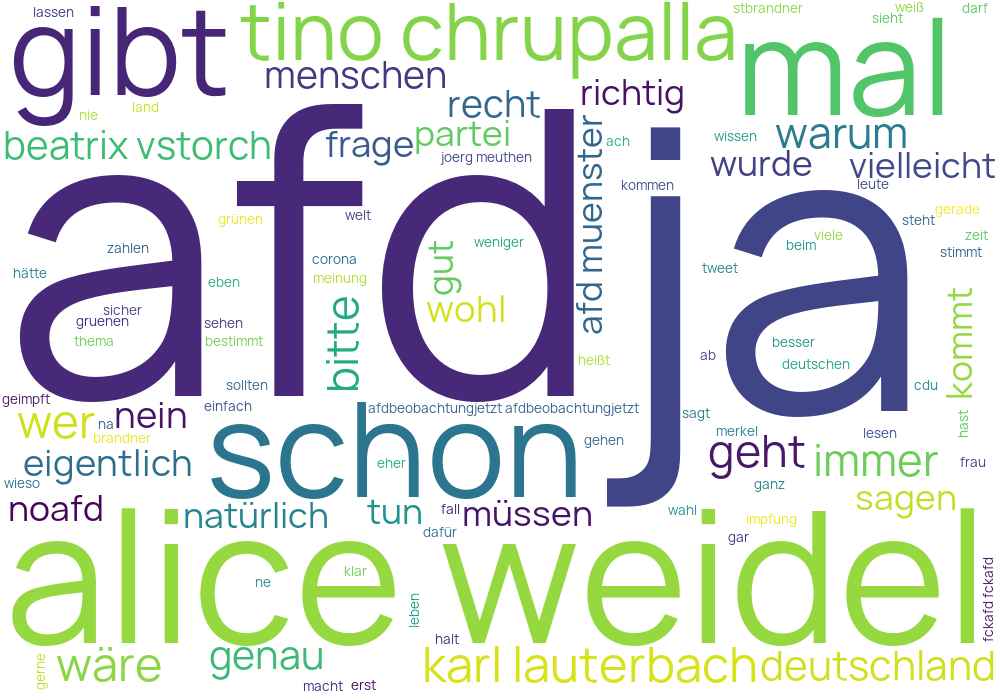 lassen
gibt
tino chrupalla
stbrandner
weiß
darf
sieht
mal
menschen
nie
land
recht
richtig
beatrix vstorch
frage
partei
joerg meuthen
ach
wissen
warum
wurde
vielleicht
afd
ja
afd muenster
kommen
leute
grünen
welt
steht
gerade
zeit
stimmt
zahlen
hätte
eben
corona
meinung
gut
weniger
wohl
beim
viele
tweet
sicher
gruenen
sehen
thema
bestimmt
bitte
heißt
ab
besser
deutschen
kommt
cdu
sollten
geimpft
wer
na
nein
brandner
einfach
afdbeobachtungjetzt afdbeobachtungjetzt
schon
eher
gehen
sagt
merkel
lesen
hast
eigentlich
wieso
geht
immer
frau
ganz
sagen
noafd
natürlich
tun
fall
müssen
dafür
wahl
impfung
gar
alice weidel
ne
klar
leben
halt
fckafd fckafd
gerne
wäre
genau
macht
erst
karl lauterbach
deutschland